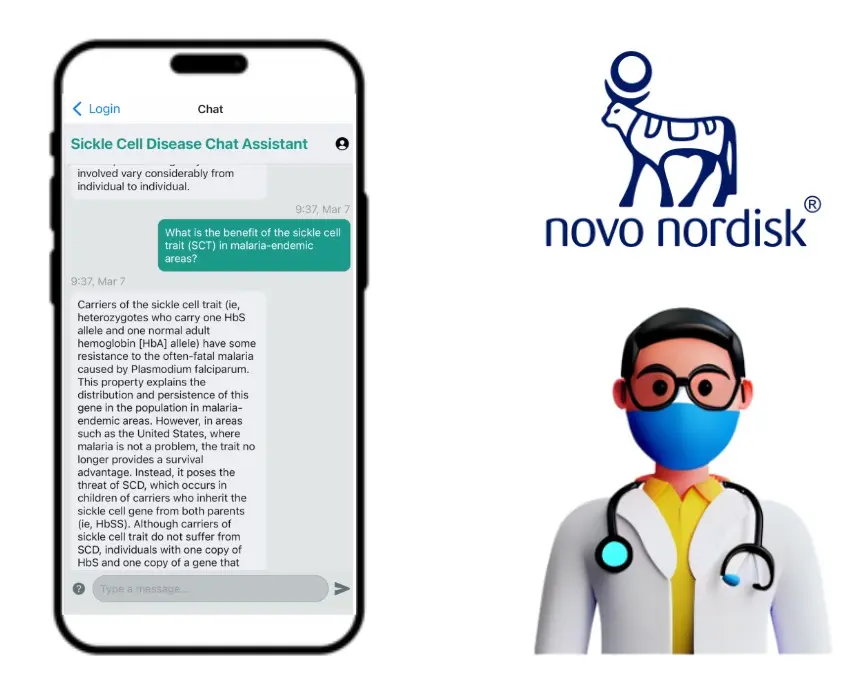 Login
Chat
Sickle Cell Disease Chat Assistant
involved vary considerably from
individual to individual.
9:37, Mar 7
What is the benefit of the sickle cell
trait (SCT) in malaria-endemic
areas?
9:37, Mar 7
Carriers of the sickle cell trait (ie,
heterozygotes who carry one HbS
allele and one normal adult
hemoglobin [HbA] allele) have some
resistance to the often-fatal malaria
caused by Plasmodium falciparum.
This property explains the
distribution and persistence of this
gene in the population in malaria-
endemic areas. However, in areas
such as the United States, where
malaria is not a problem, the trait no
longer provides a survival
advantage. Instead, it poses the
threat of SCD, which occurs in
children of carriers who inherit the
sickle cell gene from both parents
(ie, HbSS). Although carriers of
sickle cell trait do not suffer from
SCD, individuals with one copy of
HbS and one copy of a gene that
?
Type a message...
novo nordisk®